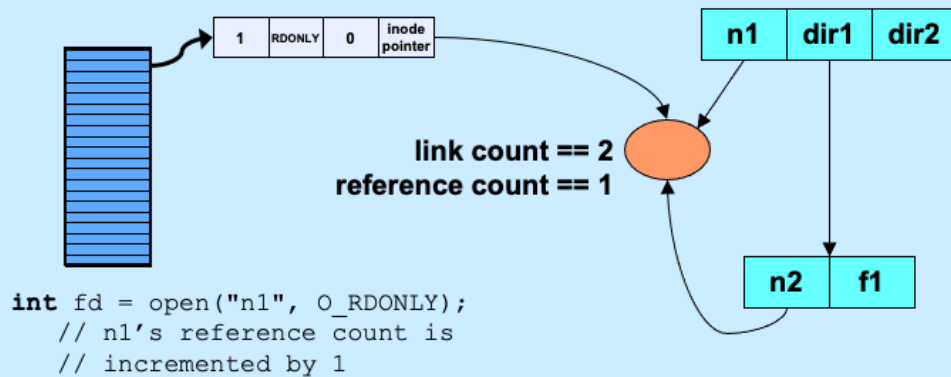 1 RDONLY 0 inode pointer
n1 dir1 dir2
link count == 2
reference count == 1
n2 f1
int fd = open("n1", O_RDONLY);
// n1's reference count is
// incremented by 1